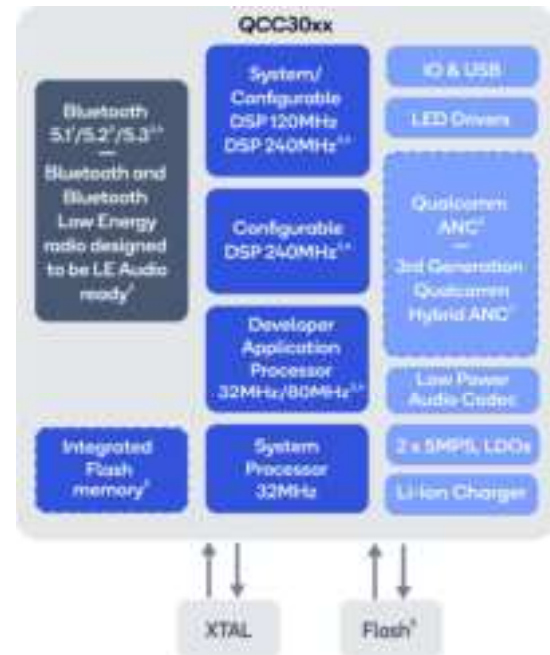 QCC30xx
Bluetooth
5.1/5.2/5.3
Bluetooth and
Bluetooth
Low Energy
radio designed
to be LE Audio
ready
Integrated
Flash
memory
System/
Configurable
DSP 120MHz
DSP 240MHz
Configurable
DSP 240MHz
Developer
Application
Processor
32MHz/80MHz
System
Processor
32MHz
IO & USB
LED Drivers
Qualcomm
ANC
3rd Generation
Qualcomm
Hybrid ANC
Low Power
Audio Codec
2 x SMPS, LDOs
Li-Ion Charger
XTAL
Flash